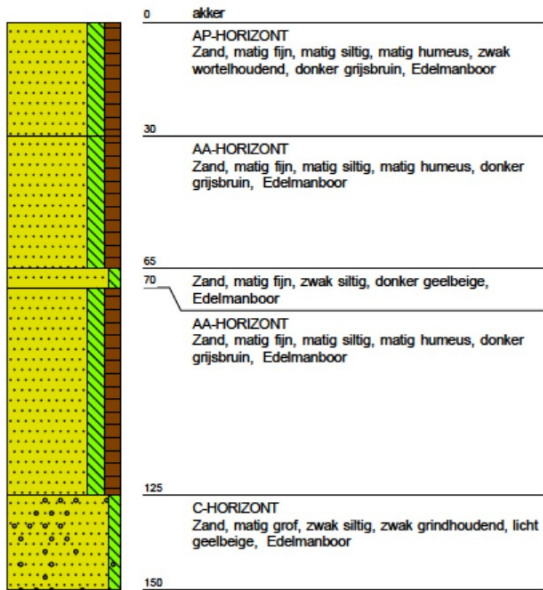 0 akker
AP-HORIZONT
Zand, matig fijn, matig siltig, matig humeus, zwak
wortelhoudend, donker grijsbruin, Edelmanboor
30
AA-HORIZONT
Zand, matig fijn, matig siltig, matig humeus, donker
grijsbruin, Edelmanboor
65
Zand, matig fijn, zwak siltig, donker geelbeige,
70
Edelmanboor
AA-HORIZONT
Zand, matig fijn, matig siltig, matig humeus, donker
grijsbruin, Edelmanboor
125
C-HORIZONT
Zand, matig grof, zwak siltig, zwak grindhoudend, licht
geelbeige, Edelmanboor
150